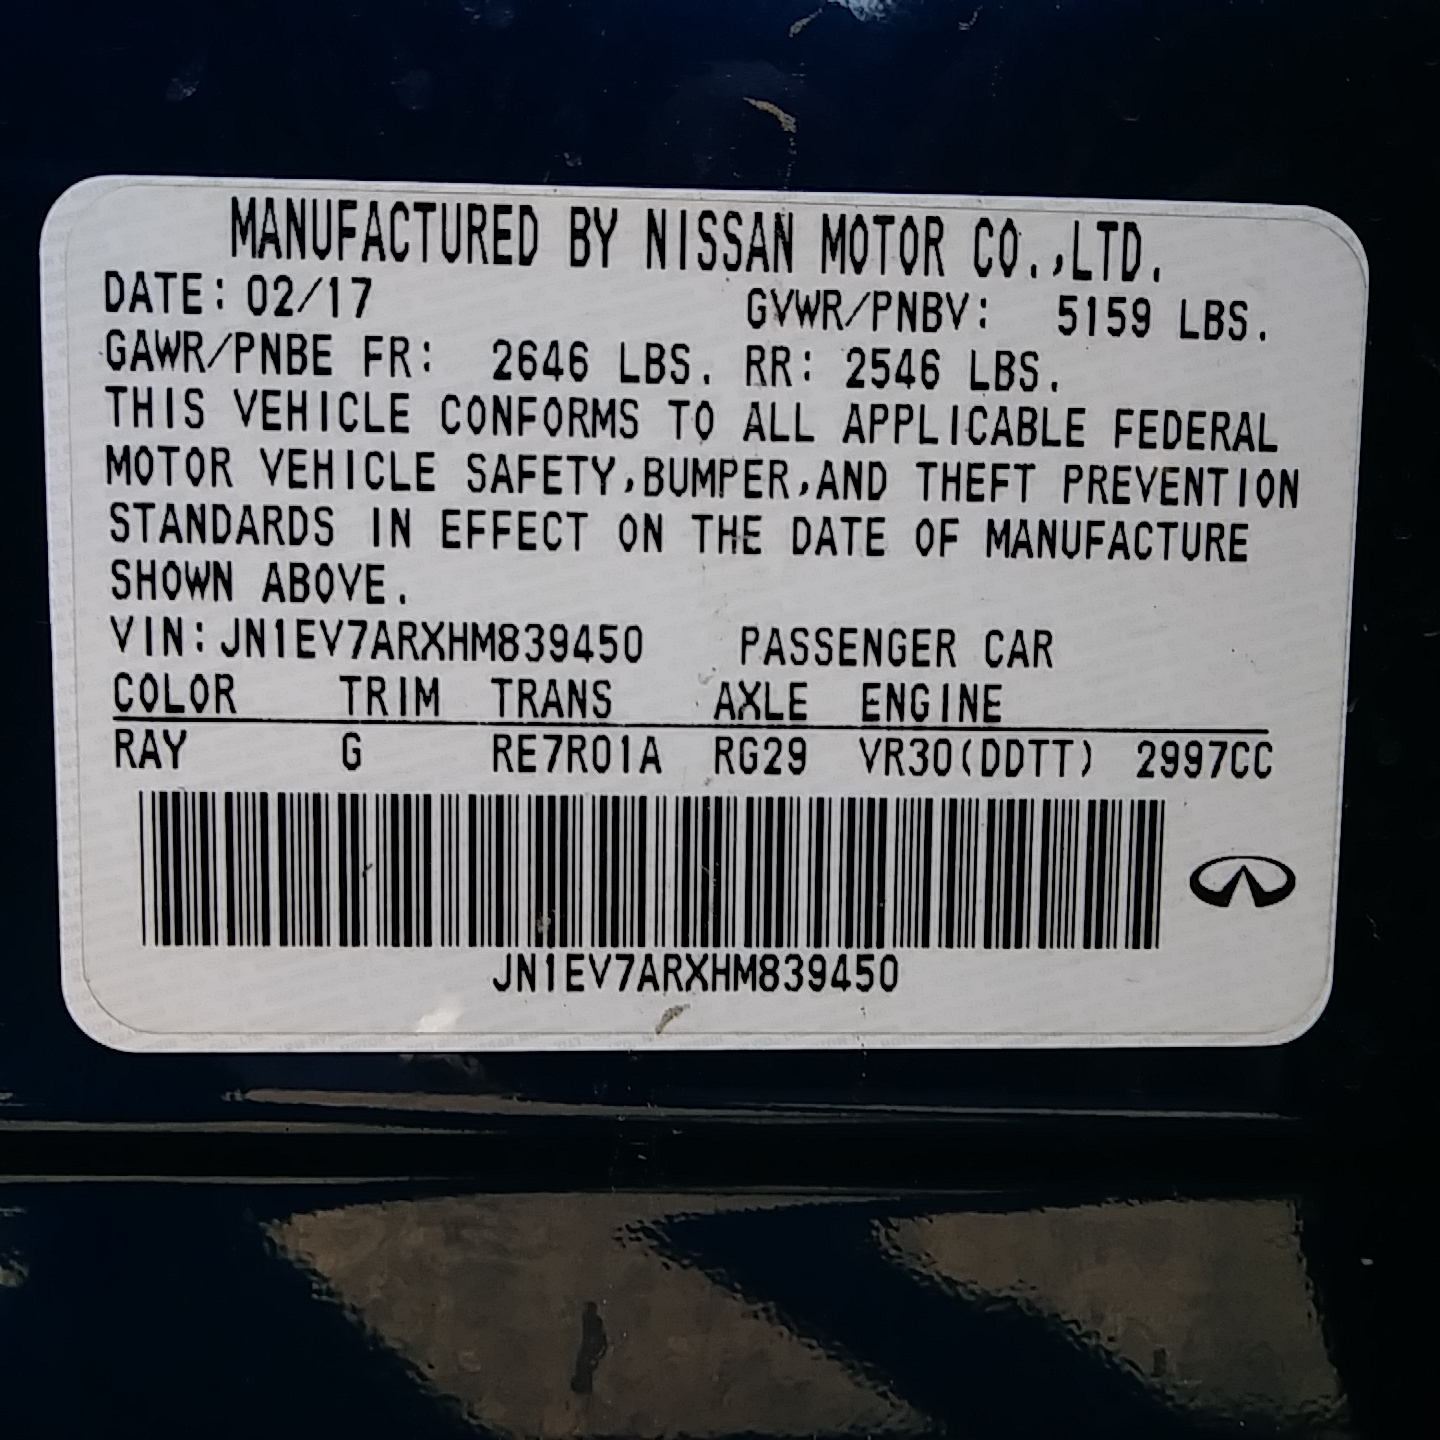 MANUFACTURED BY NISSAN MOTOR CO.,LTD.
DATE: 02/17 GVWR/PNBV: 5159 LBS.
GAWR/PNBE FR: 2646 LBS. RR: 2546 LBS.
THIS VEHICLE CONFORMS TO ALL APPLICABLE FEDERAL
MOTOR VEHICLE SAFETY,BUMPER,AND THEFT PREVENTION
STANDARDS IN EFFECT ON THE DATE OF MANUFACTURE
SHOWN ABOVE.
VIN:JN1EV7ARXHM839450 PASSENGER CAR
COLOR TRIM TRANS AXLE ENGINE
RAY G RE7R01A RG29 VR30(DDTT) 2997CC
JN1EV7ARXHM839450